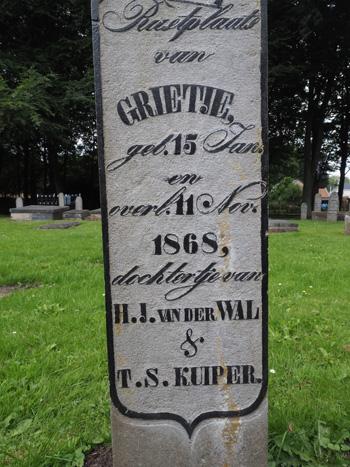 Rustplaats
van
GRIETJE,
geb. 15 Jan.
en
overl. 11 Nov.
1868,
dochtertje van
H.J. VAN DER WAL
&
T.S. KUIPER.